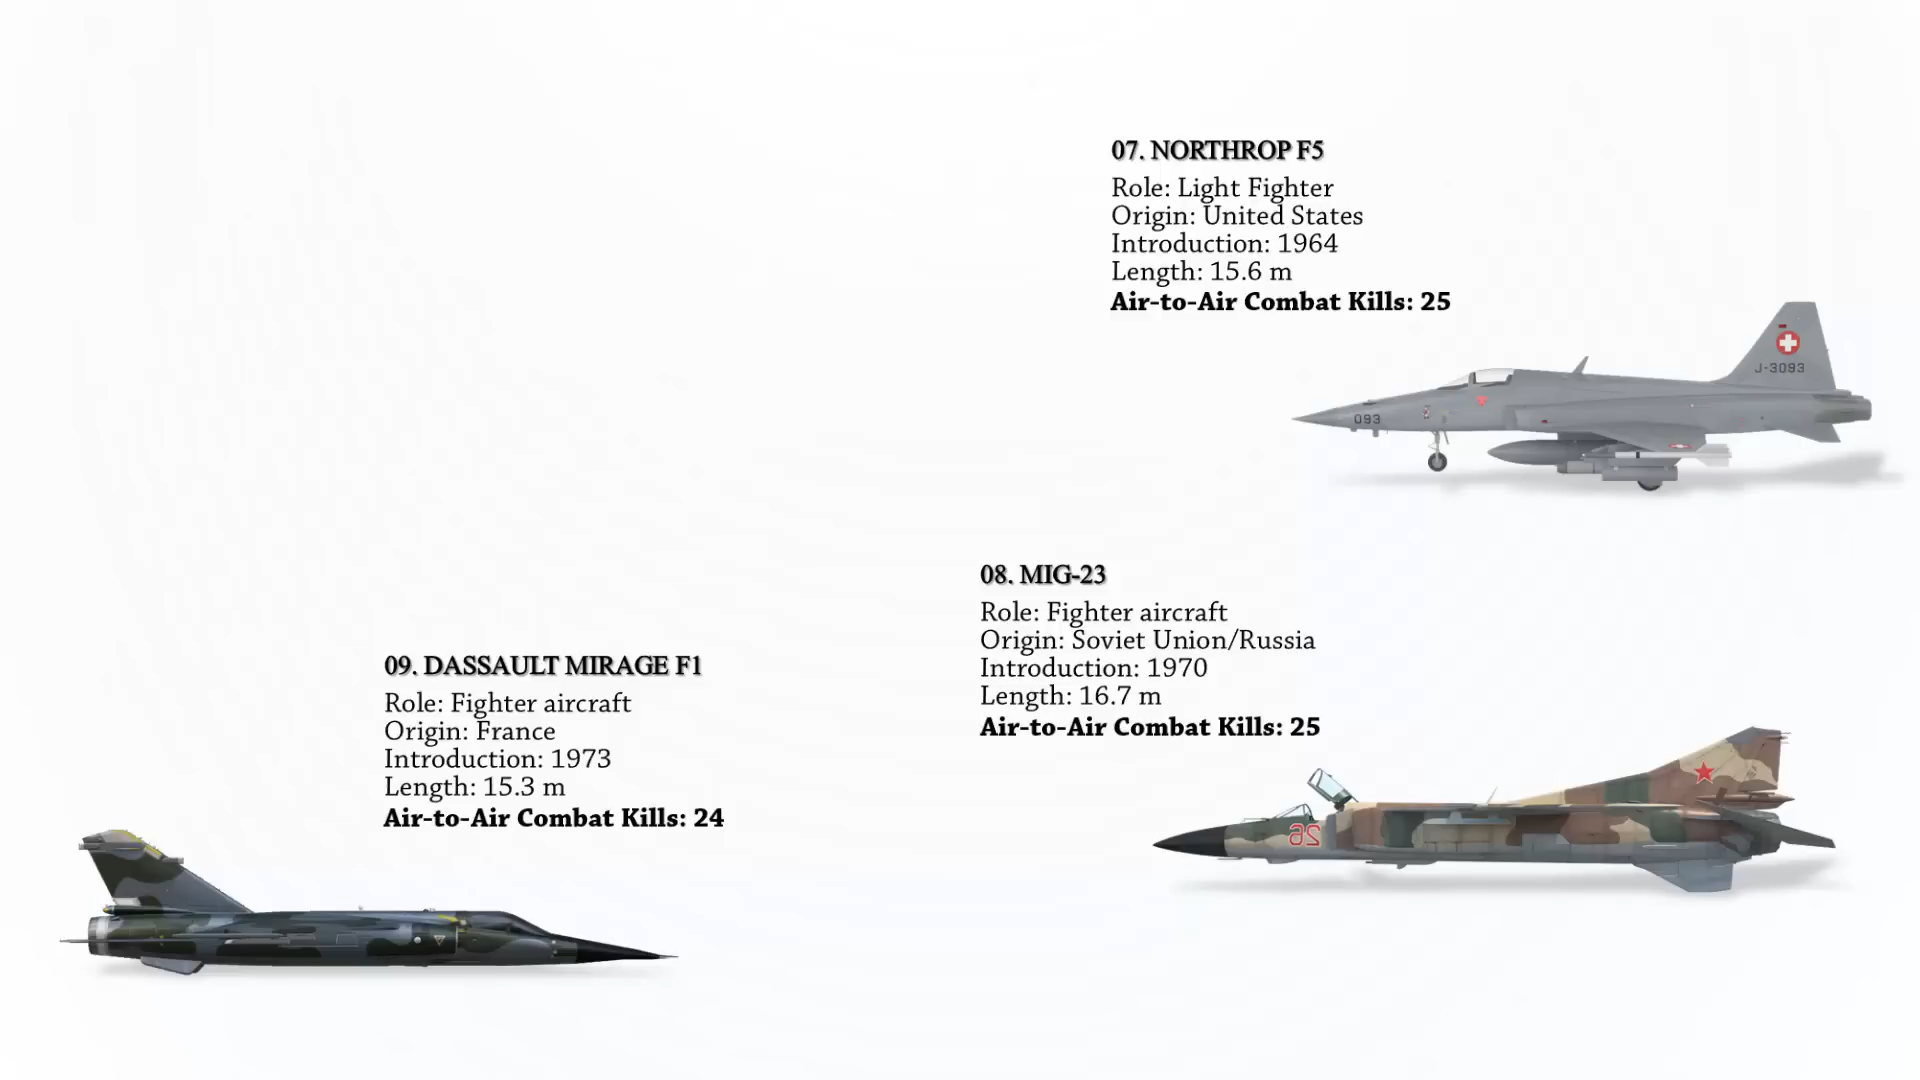 07. NORTHROP F5
Role: Light Fighter
Origin: United States
Introduction: 1964
Length: 15.6 m
Air-to-Air Combat Kills: 25
J-3093
093
08. MIG-23
Role: Fighter aircraft
Origin: Soviet Union/Russia
Introduction: 1970
Length: 16.7 m
Air-to-Air Combat Kills: 25
26
09. DASSAULT MIRAGE F1
Role: Fighter aircraft
Origin: France
Introduction: 1973
Length: 15.3 m
Air-to-Air Combat Kills: 24